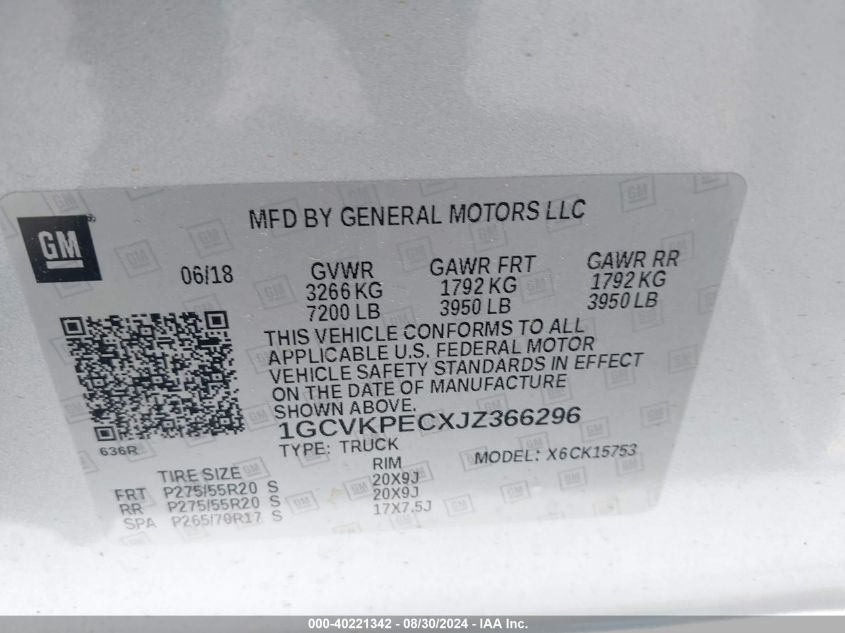 GM
MFD BY GENERAL MOTORS LLC
06/18
GVWR GAWR FRT GAWR RR
3266 KG 1792 KG 1792 KG
7200 LB 3950 LB 3950 LB
THIS VEHICLE CONFORMS TO ALL
APPLICABLE U.S. FEDERAL MOTOR
VEHICLE SAFETY STANDARDS IN EFFECT
ON THE DATE OF MANUFACTURE
SHOWN ABOVE.
1GCVKPECXJZ366296
636R
TYPE: TRUCK MODEL: X6CK15753
TIRE SIZE RIM
FRT P275/55R20 S 20X9J
RR P275/55R20 S 20X9J
SPA P265/70R17 S 17X7.5J
000-40221342 - 08/30/2024 - IAA, Inc.